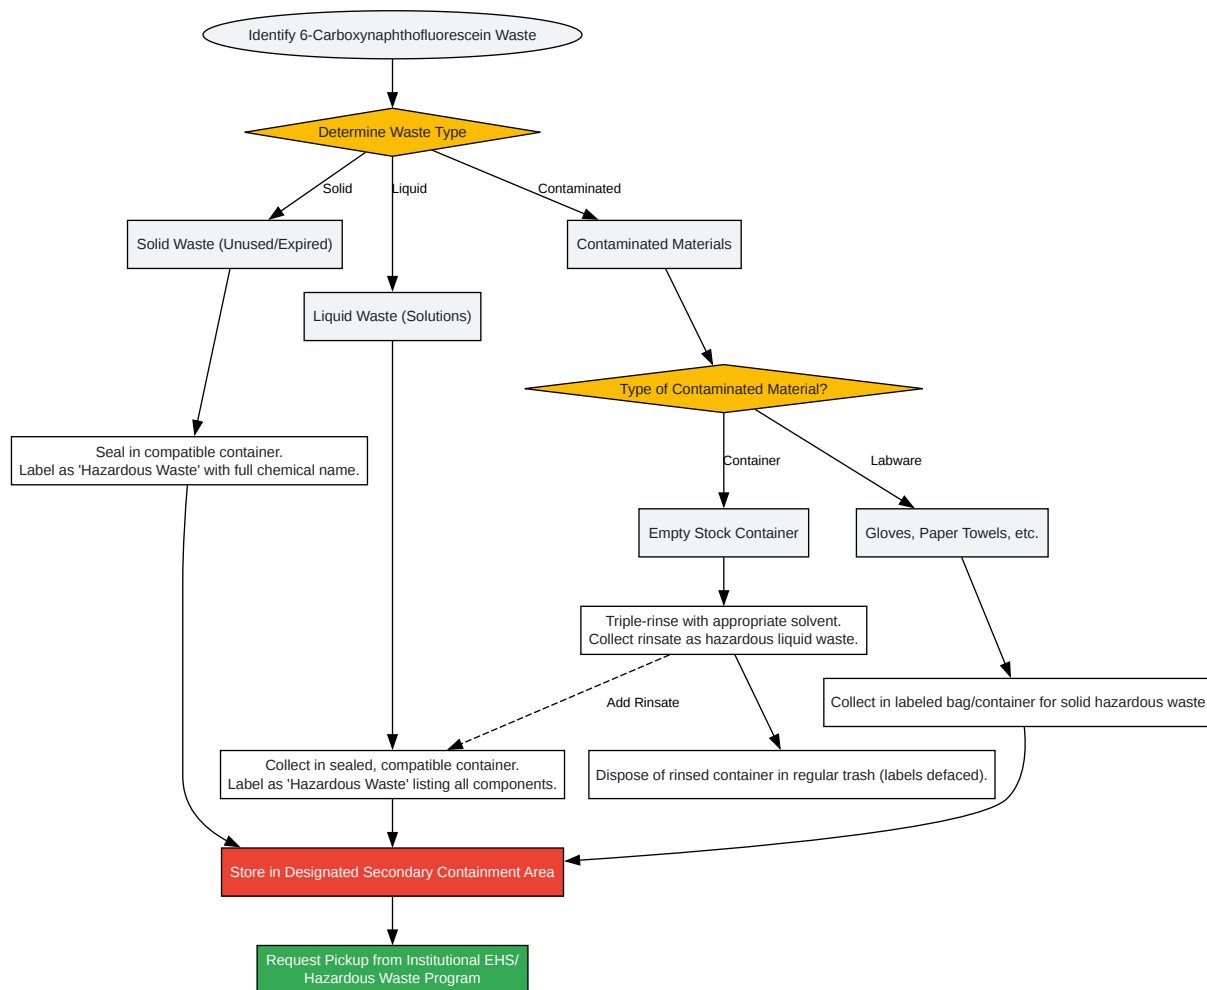 Identify 6-Carboxynaphthofluorescein Waste
Determine Waste Type
Solid
Liquid
Contaminated
Solid Waste (Unused/Expired)
Contaminated Materials
Liquid Waste (Solutions)
Type of Contaminated Material?
Seal in compatible container.
Label as 'Hazardous Waste' with full chemical name.
Container
Labware
Empty Stock Container
Gloves, Paper Towels, etc.
Triple-rinse with appropriate solvent.
Collect rinsate as hazardous liquid waste.
Add Rinsate
Collect in labeled bag/container for solid hazardous waste.
Collect in sealed, compatible container.
Label as 'Hazardous Waste' listing all components.
Dispose of rinsed container in regular trash (labels defaced).
Store in Designated Secondary Containment Area
Request Pickup from Institutional EHS/
Hazardous Waste Program